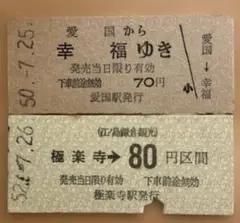 愛国から
幸福ゆき
発売当日限り有効
下車前途無効 70円
愛国駅発行
50.-7.25
愛国→幸福
小
(江ノ島鎌倉観光)
極楽寺→80円区間
発売当日限り有効 下車前途無効
極楽寺駅発行
52.-7.26